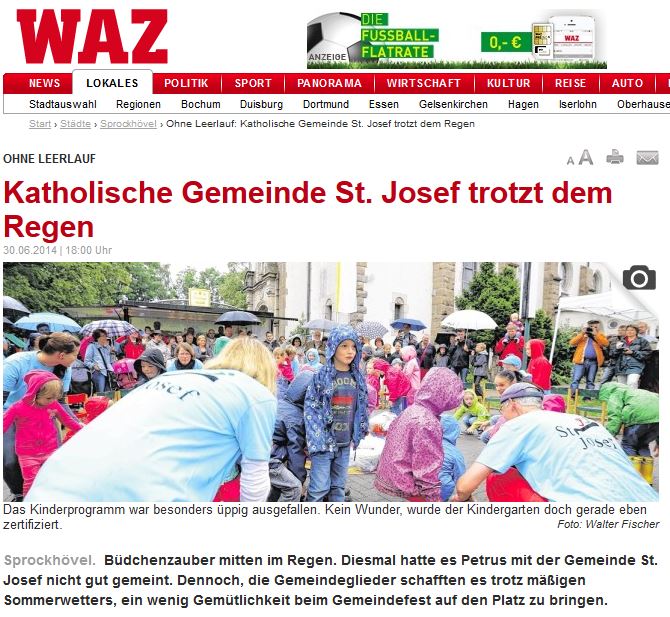 WAZ
DIE
FUSSBALL-
FLATRATE
ANZEIGE
0,- €
WAZ
NEWS LOKALES POLITIK SPORT PANORAMA WIRTSCHAFT KULTUR REISE AUTO
Stadtauswahl Regionen Bochum Duisburg Dortmund Essen Gelsenkirchen Hagen Iserlohn Oberhause
Start › Städte › Sprockhövel › Ohne Leerlauf: Katholische Gemeinde St. Josef trotzt dem Regen
OHNE LEERLAUF
A A
Katholische Gemeinde St. Josef trotzt dem
Regen
30.06.2014 | 18:00 Uhr
St. Josef
St. Josef
Das Kinderprogramm war besonders üppig ausgefallen. Kein Wunder, wurde der Kindergarten doch gerade eben
zertifiziert.
Foto: Walter Fischer
Sprockhövel. Büdchenzauber mitten im Regen. Diesmal hatte es Petrus mit der Gemeinde St.
Josef nicht gut gemeint. Dennoch, die Gemeindeglieder schafften es trotz mäßigen
Sommerwetters, ein wenig Gemütlichkeit beim Gemeindefest auf den Platz zu bringen.